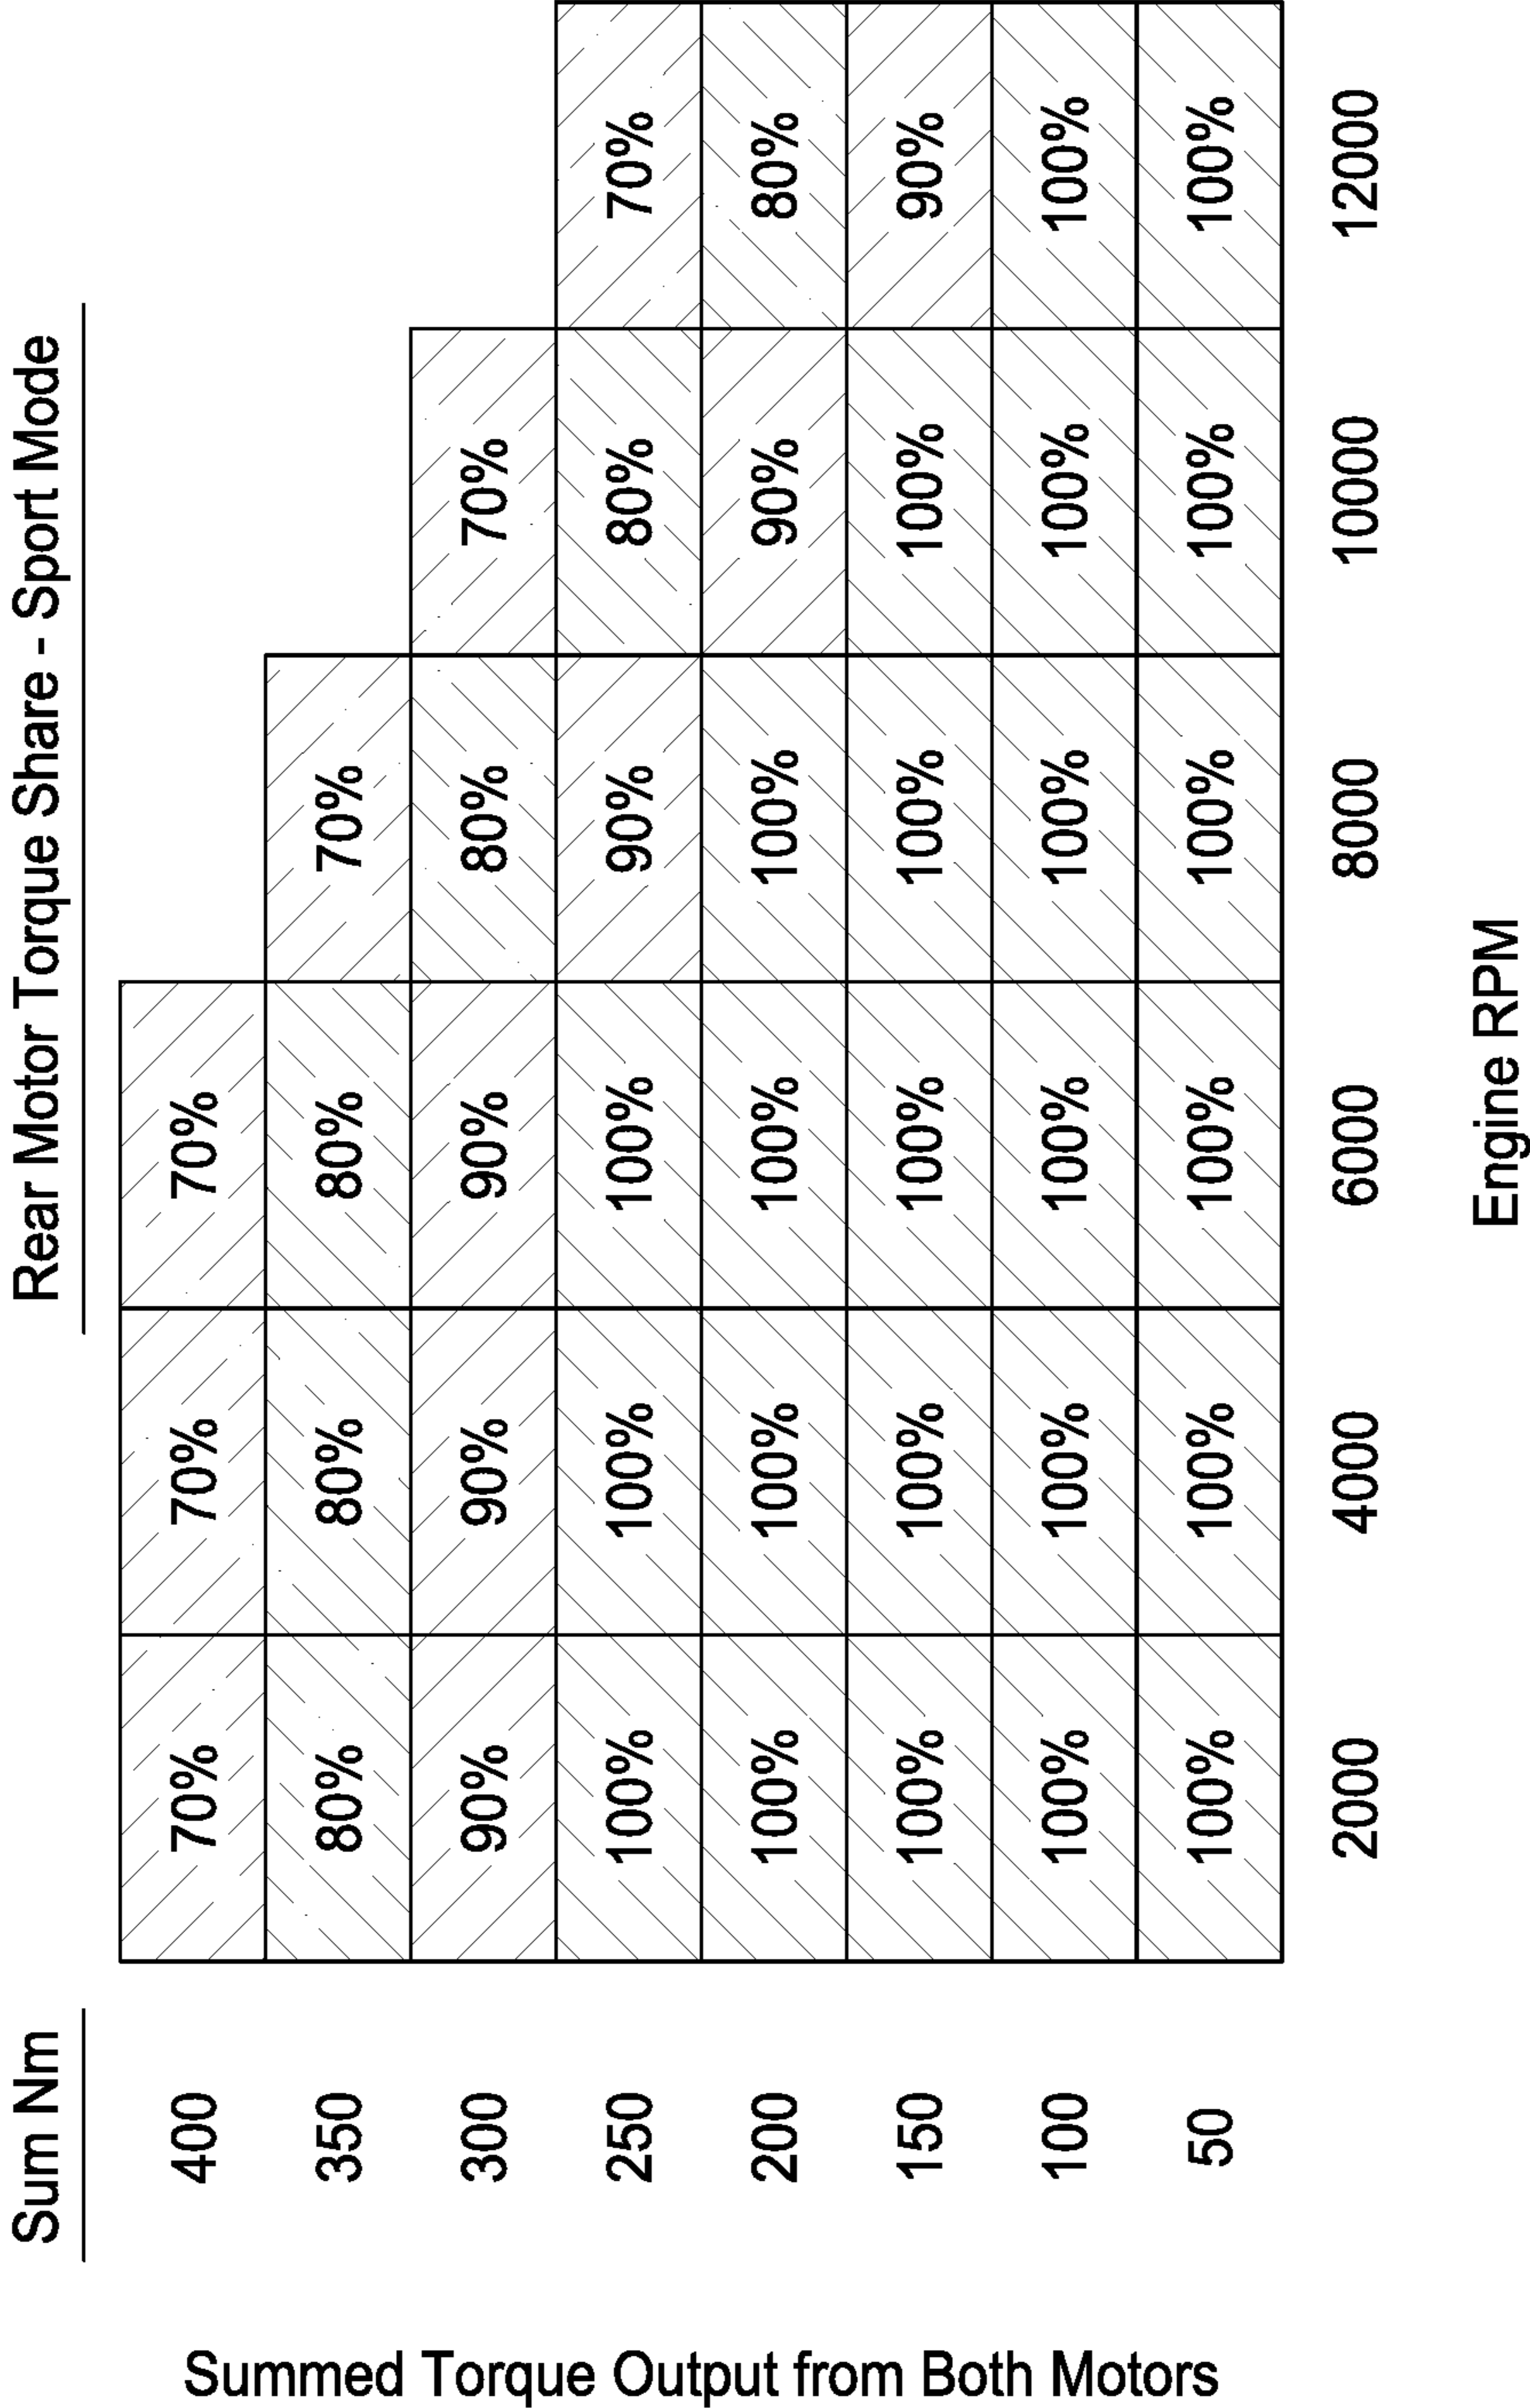 Sum Nm Rear Motor Torque Share - Sport Mode
400 70% 70% 70%
350 80% 80% 80% 70%
300 90% 90% 90% 80% 70%
250 100% 100% 100% 90% 80% 70%
200 100% 100% 100% 100% 90% 80%
150 100% 100% 100% 100% 100% 90%
100 100% 100% 100% 100% 100% 100%
50 100% 100% 100% 100% 100% 100%
2000 4000 6000 8000 10000 12000
Engine RPM
Summed Torque Output from Both Motors